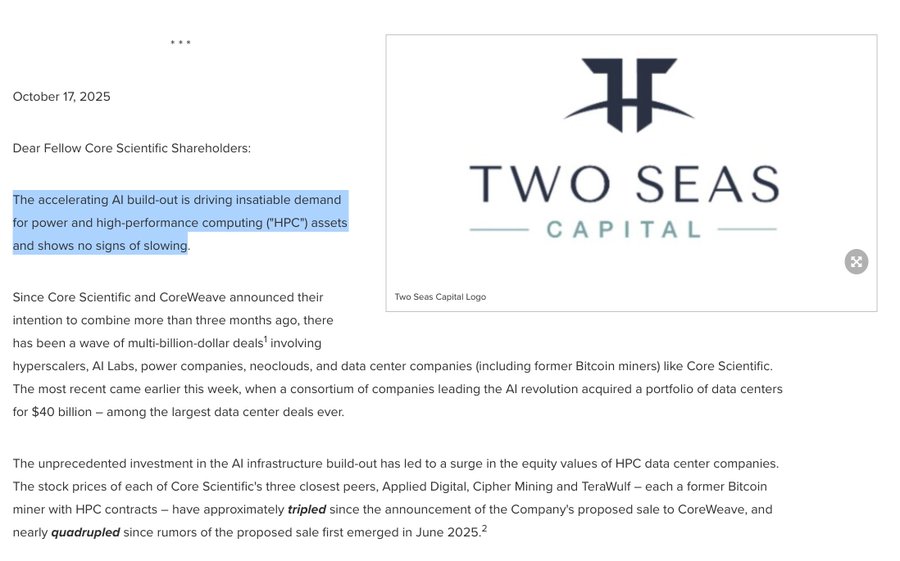 * * *
October 17, 2025
Dear Fellow Core Scientific Shareholders:
The accelerating AI build-out is driving insatiable demand
for power and high-performance computing ("HPC") assets
and shows no signs of slowing.
TWO SEAS
CAPITAL
Two Seas Capital Logo
Since Core Scientific and CoreWeave announced their
intention to combine more than three months ago, there
has been a wave of multi-billion-dollar deals1 involving
hyperscalers, AI Labs, power companies, neoclouds, and data center companies (including former Bitcoin miners) like Core Scientific.
The most recent came earlier this week, when a consortium of companies leading the AI revolution acquired a portfolio of data centers
for $40 billion – among the largest data center deals ever.
The unprecedented investment in the AI infrastructure build-out has led to a surge in the equity values of HPC data center companies.
The stock prices of each of Core Scientific's three closest peers, Applied Digital, Cipher Mining and TeraWulf – each a former Bitcoin
miner with HPC contracts – have approximately tripled since the announcement of the Company's proposed sale to CoreWeave, and
nearly quadrupled since rumors of the proposed sale first emerged in June 2025.2